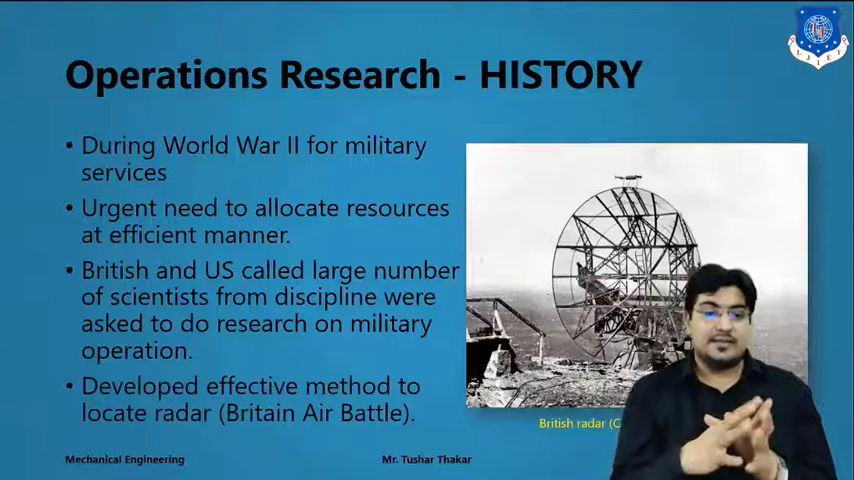 Operations Research - HISTORY
• During World War II for military
services
• Urgent need to allocate resources
at efficient manner.
• British and US called large number
of scientists from discipline were
asked to do research on military
operation.
• Developed effective method to
locate radar (Britain Air Battle).
British radar (C
Mechanical Engineering
Mr. Tushar Thakar
L J I E T